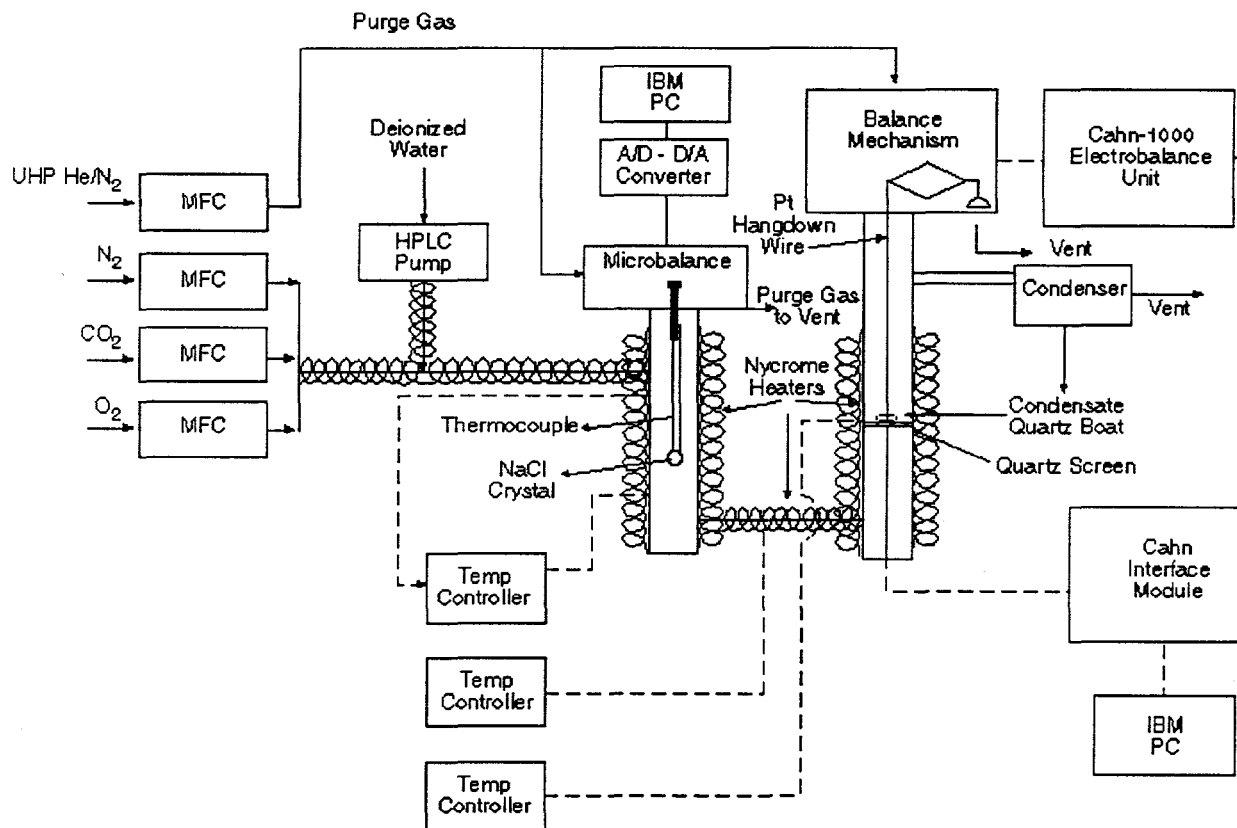 Purge Gas
IBM
PC
Deionized
Water
A/D - D/A
Converter
Balance
Mechanism
Cahn-1000
Electrobalance
Unit
UHP He/N2
MFC
HPLC
Pump
Pt
Hangdown
Wire
N2
MFC
Microbalance
Vent
Condenser
Vent
Purge Gas
to Vent
CO2
MFC
Nycrome
Heaters
O2
MFC
Thermocouple
Condensate
Quartz Boat
NaCl
Crystal
Quartz Screen
Temp
Controller
Cahn
Interface
Module
Temp
Controller
IBM
PC
Temp
Controller